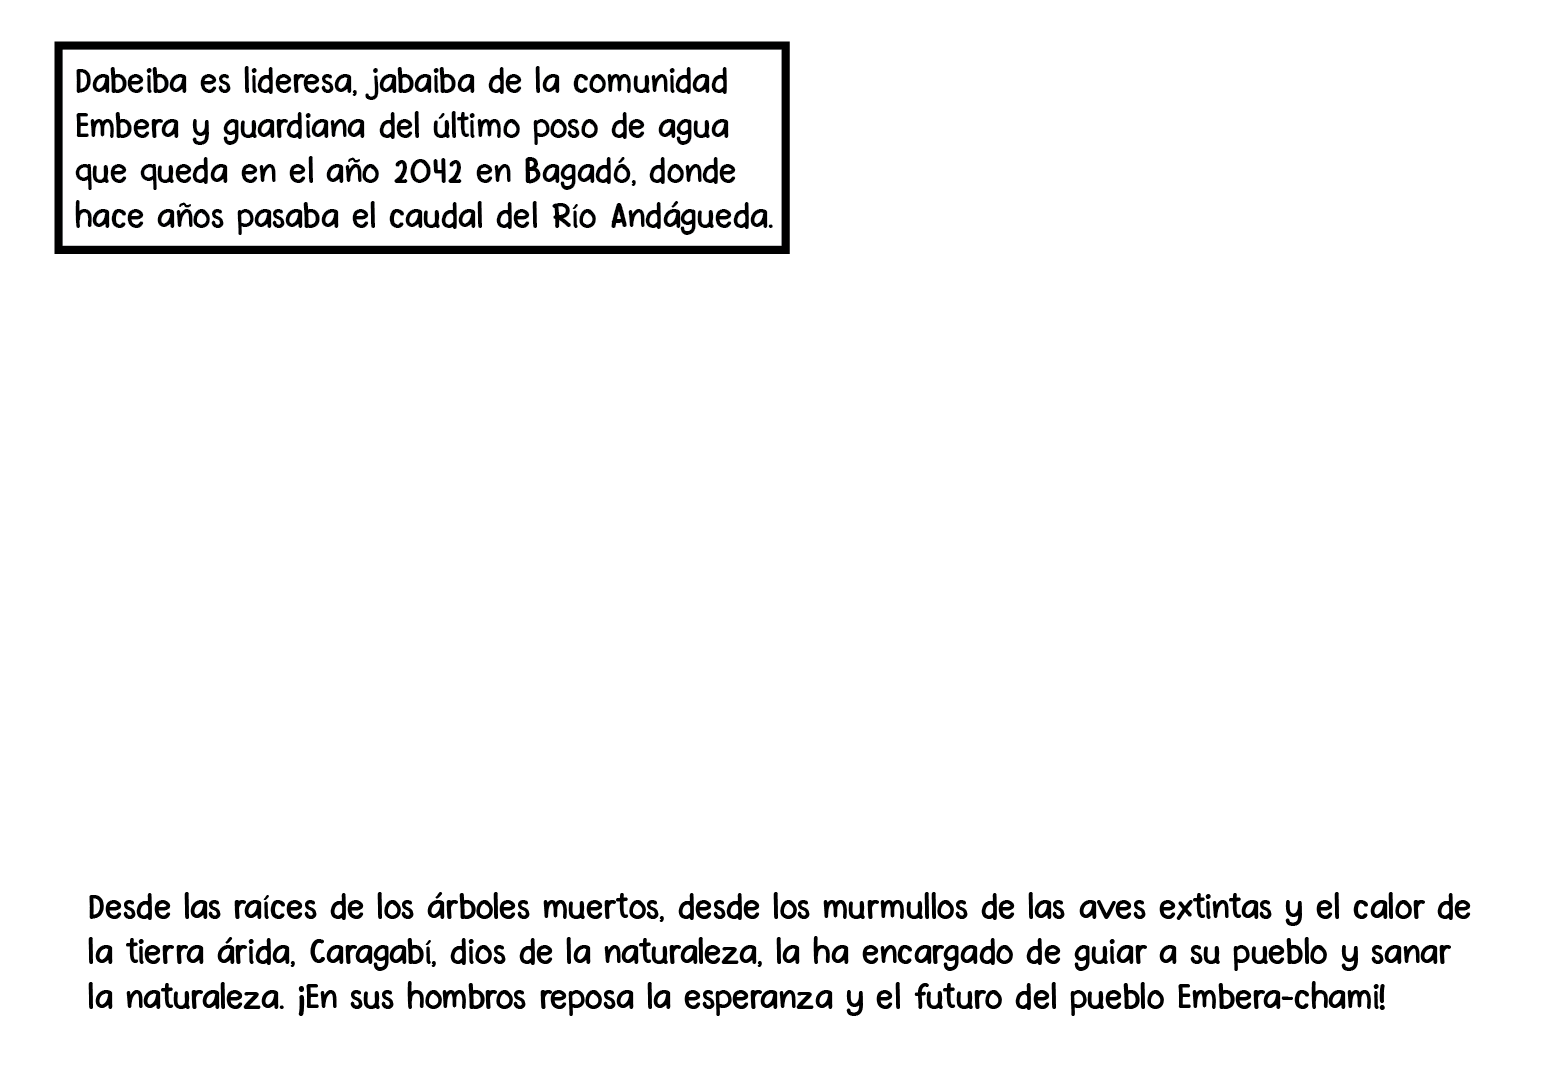 Dabeiba es lideresa, jabaiba de la comunidad
Embera y guardiana del último poso de agua
que queda en el año 2042 en Bagadó, donde
hace años pasaba el caudal del Río Andágueda.
Desde las raíces de los árboles muertos, desde los murmullos de las aves extintas y el calor de
la tierra árida, Caragabí, dios de la naturaleza, la ha encargado de guiar a su pueblo y sanar
la naturaleza. ¡En sus hombros reposa la esperanza y el futuro del pueblo Embera-chami!